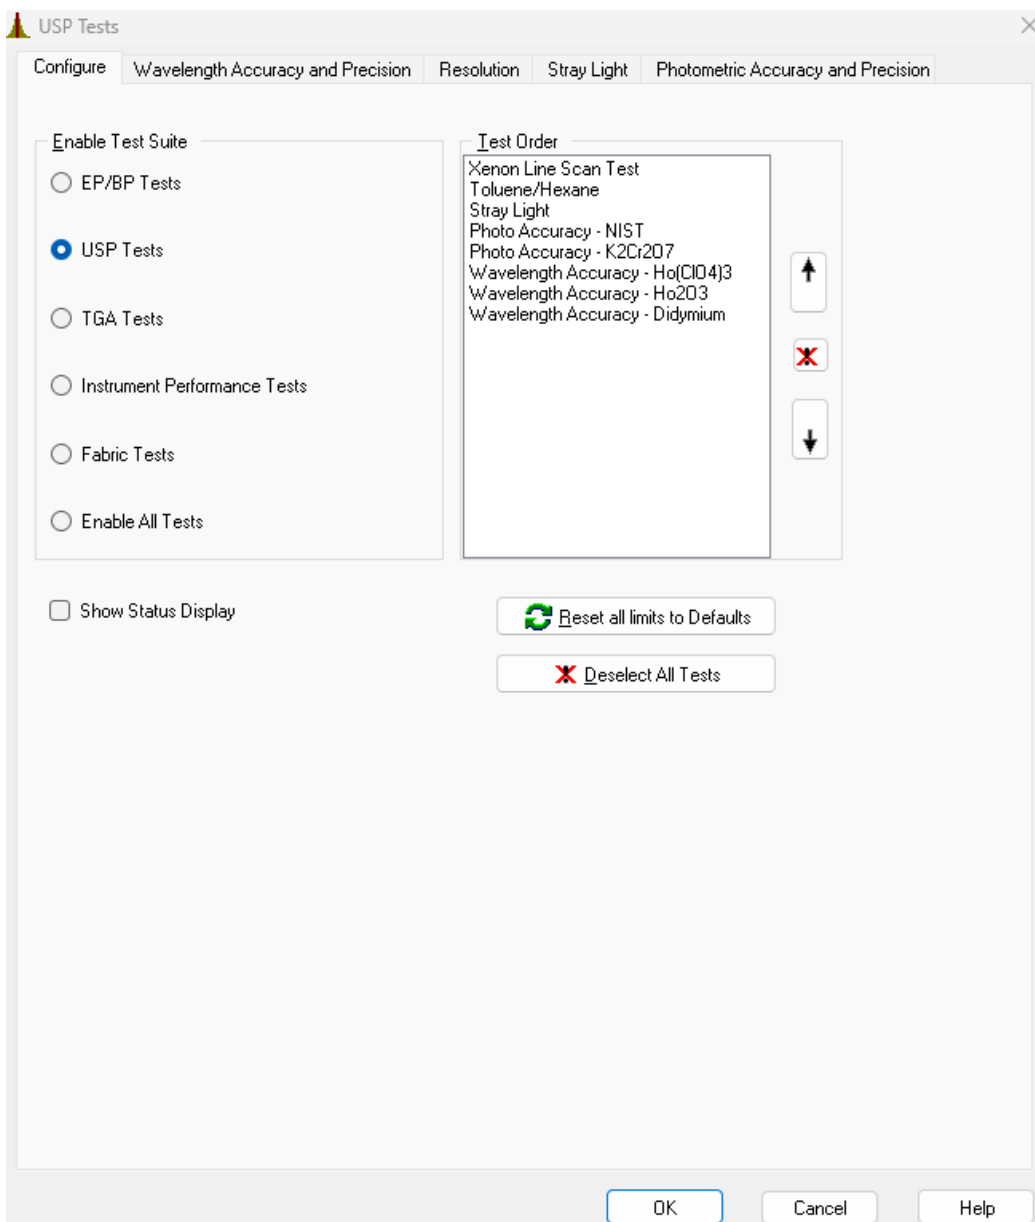 USP Tests
Configure
Wavelength Accuracy and Precision
Resolution
Stray Light
Photometric Accuracy and Precision
Enable Test Suite
EP/BP Tests
USP Tests
TGA Tests
Instrument Performance Tests
Fabric Tests
Enable All Tests
Test Order
Xenon Line Scan Test
Toluene/Hexane
Stray Light
Photo Accuracy - NIST
Photo Accuracy - K2Cr2O7
Wavelength Accuracy - Ho(ClO4)3
Wavelength Accuracy - Ho2O3
Wavelength Accuracy - Didymium
Show Status Display
Reset all limits to Defaults
Deselect All Tests
OK
Cancel
Help